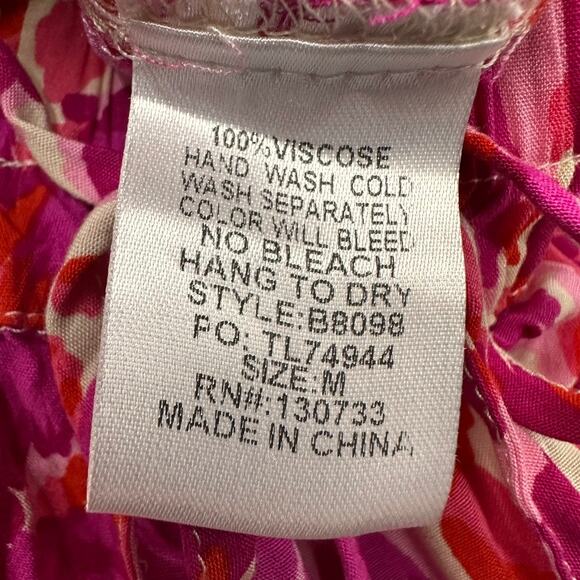 100% VISCOSE
HAND WASH COLD
WASH SEPARATELY
COLOR WILL BLEED
NO BLEACH
HANG TO DRY
STYLE:B8098
PO: TL74944
SIZE:M
RN#:130733
MADE IN CHINA